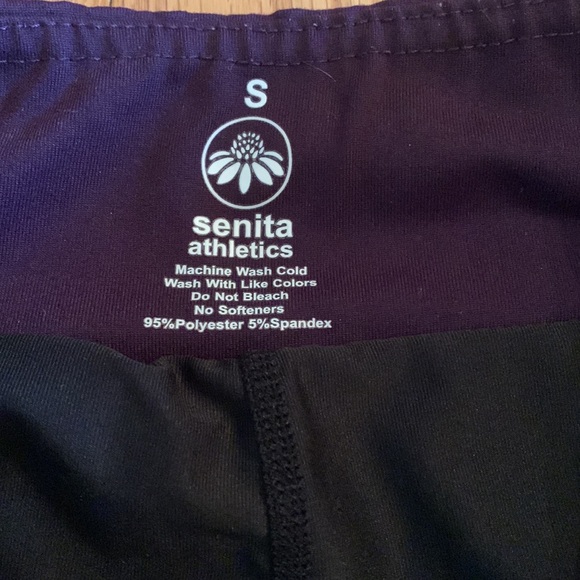 S
senita
athletics
Machine Wash Cold
Wash With Like Colors
Do Not Bleach
No Softeners
95%Polyester 5%Spandex